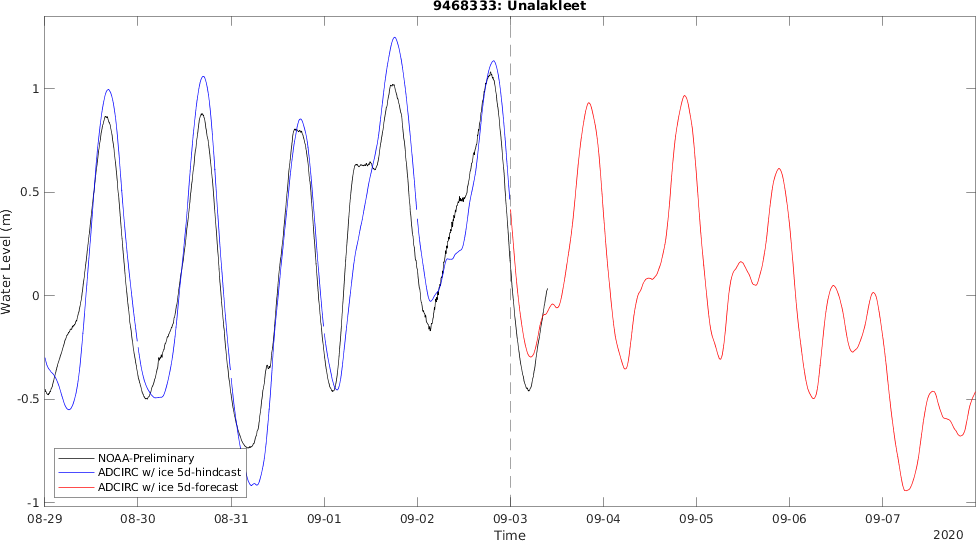 9468333: Unalakleet
Water Level (m)
1
0.5
0
-0.5
-1
NOAA-Preliminary
ADCIRC w/ ice 5d-hindcast
ADCIRC w/ ice 5d-forecast
08-29 08-30 08-31 09-01 09-02 09-03 09-04 09-05 09-06 09-07
Time
2020